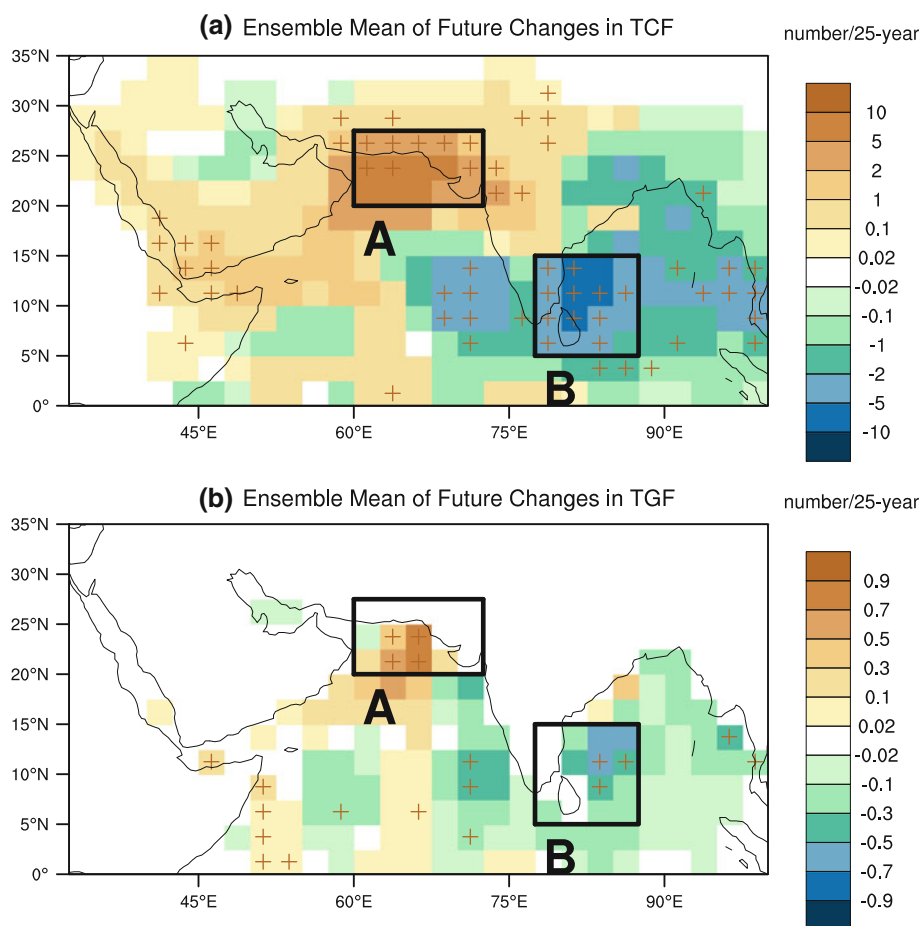 (a) Ensemble Mean of Future Changes in TCF
number/25-year
35°N
30°N
25°N
20°N
15°N
10°N
5°N
0°
45°E 60°E 75°E 90°E
A
B
10
5
2
1
0.1
0.02
-0.02
-0.1
-1
-2
-5
-10
(b) Ensemble Mean of Future Changes in TGF
number/25-year
35°N
30°N
25°N
20°N
15°N
10°N
5°N
0°
45°E 60°E 75°E 90°E
A
B
0.9
0.7
0.5
0.3
0.1
0.02
-0.02
-0.1
-0.3
-0.5
-0.7
-0.9